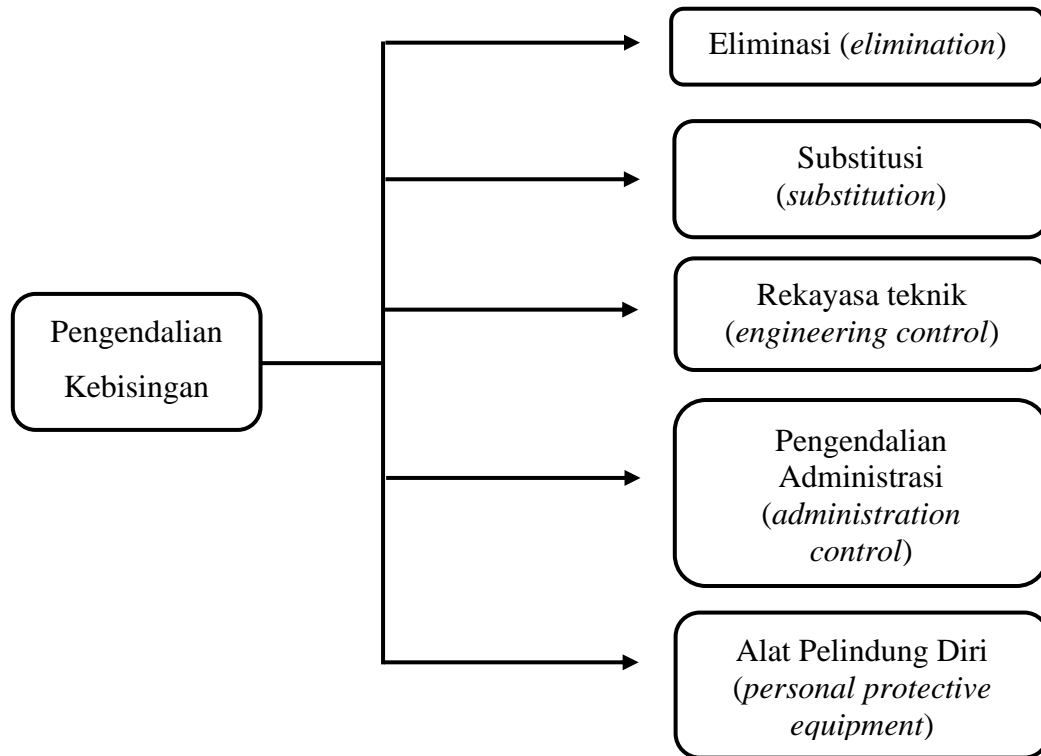 Eliminasi (elimination)
Substitusi
(substitution)
Rekayasa teknik
(engineering control)
Pengendalian
Kebisingan
Pengendalian
Administrasi
(administration
control)
Alat Pelindung Diri
(personal protective
equipment)